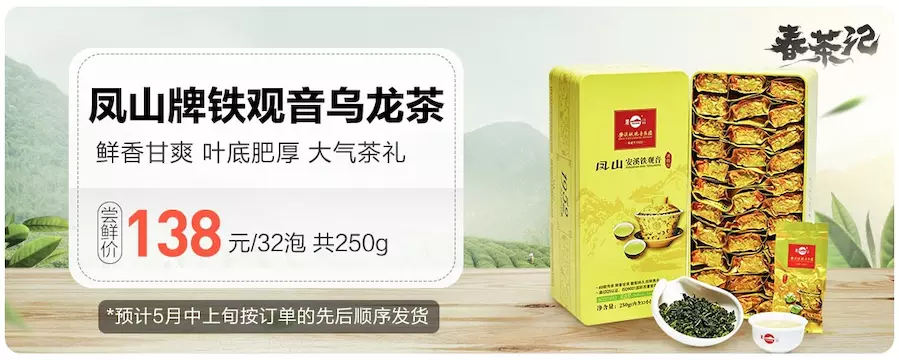 春茶记
凤山牌铁观音乌龙茶
鲜香甘爽 叶底肥厚 大气茶礼
尝鲜价
138 元/32泡 共250g
*预计5月中上旬按订单的先后顺序发货
凤山 安溪铁观音
1958